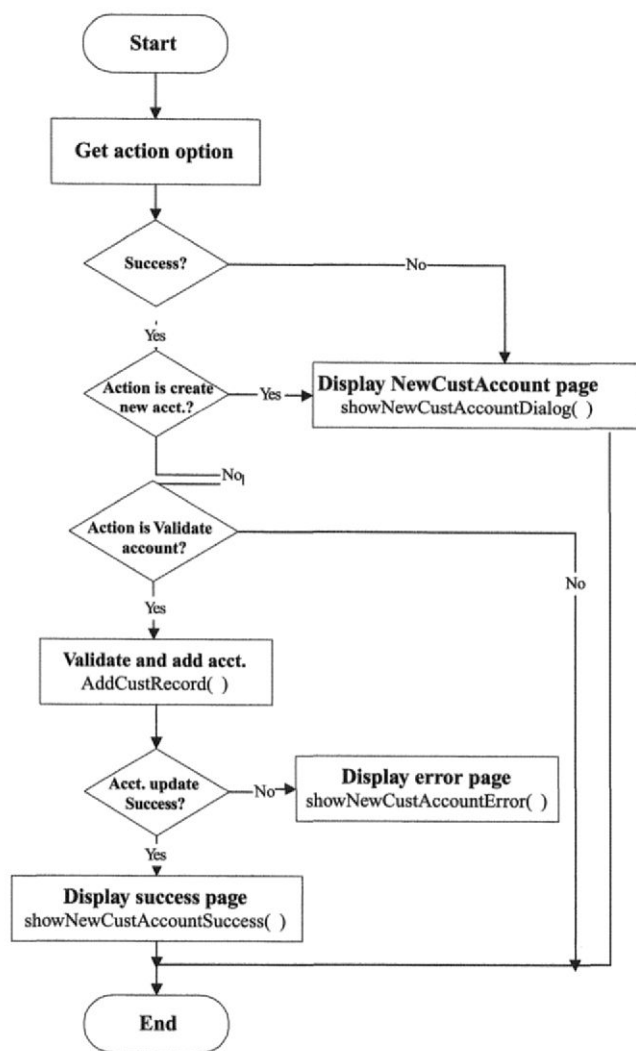 Start
Get action option
Success?
No
Yes
Action is create
new acct.?
Yes
Display NewCustAccount page
showNewCustAccountDialog( )
No
Action is Validate
account?
No
Yes
Validate and add acct.
AddCustRecord( )
Acct. update
Success?
No
Display error page
showNewCustAccountError( )
Yes
Display success page
showNewCustAccountSuccess( )
End